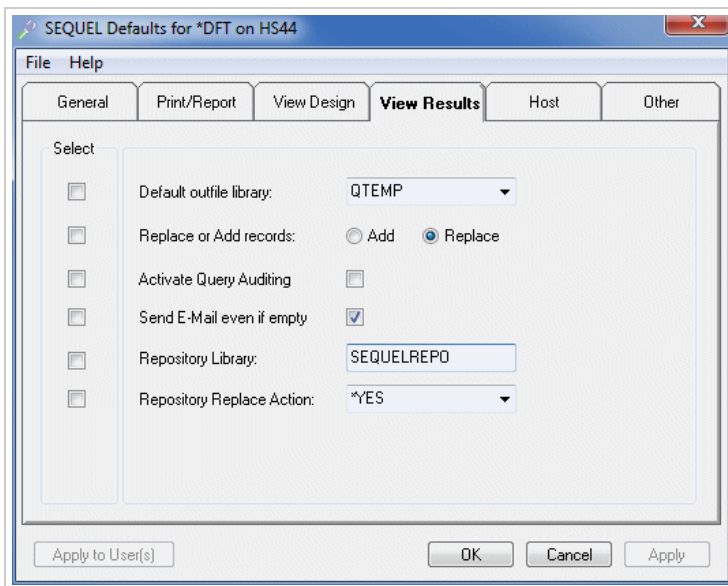 SEQUEL Defaults for *DFT on HS44
File Help
General Print/Report View Design View Results Host Other
Select
Default outfile library: QTEMP
Replace or Add records: Add Replace
Activate Query Auditing
Send E-Mail even if empty
Repository Library: SEQUELREPO
Repository Replace Action: *YES
Apply to User(s) OK Cancel Apply